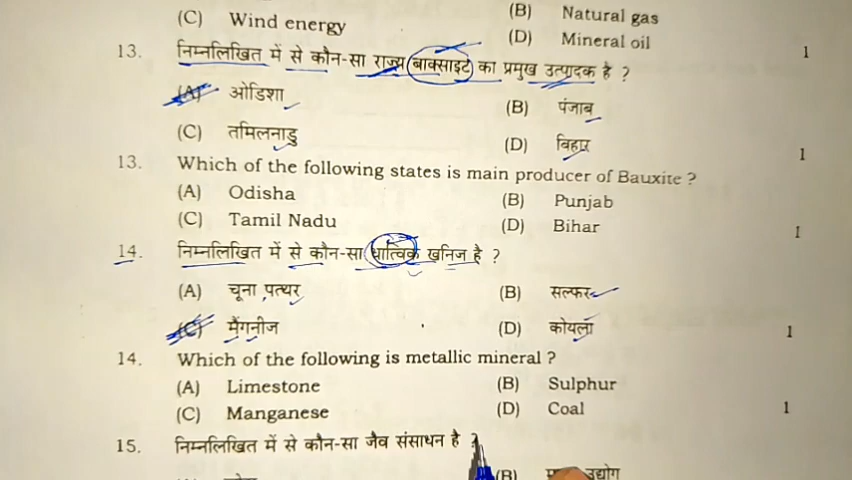 (C) Wind energy (B) Natural gas
(D) Mineral oil 1
13. निम्नलिखित में से कौन-सा राज्य बाक्साइट का प्रमुख उत्पादक है ?
(A) ओडिशा (B) पंजाब
(C) तमिलनाडु (D) बिहार 1
13. Which of the following states is main producer of Bauxite ?
(A) Odisha (B) Punjab
(C) Tamil Nadu (D) Bihar 1
14. निम्नलिखित में से कौन-सा धात्विक खनिज है ?
(A) चूना पत्थर (B) सल्फर
(C) मैंगनीज (D) कोयला 1
14. Which of the following is metallic mineral ?
(A) Limestone (B) Sulphur
(C) Manganese (D) Coal 1
15. निम्नलिखित में से कौन-सा जैव संसाधन है ?
(B) उद्योग